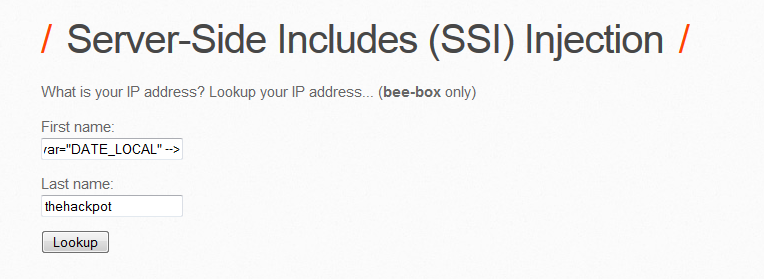 / Server-Side Includes (SSI) Injection /
What is your IP address? Lookup your IP address... (bee-box only)
First name:
var="DATE_LOCAL" -->
Last name:
thehackpot
Lookup